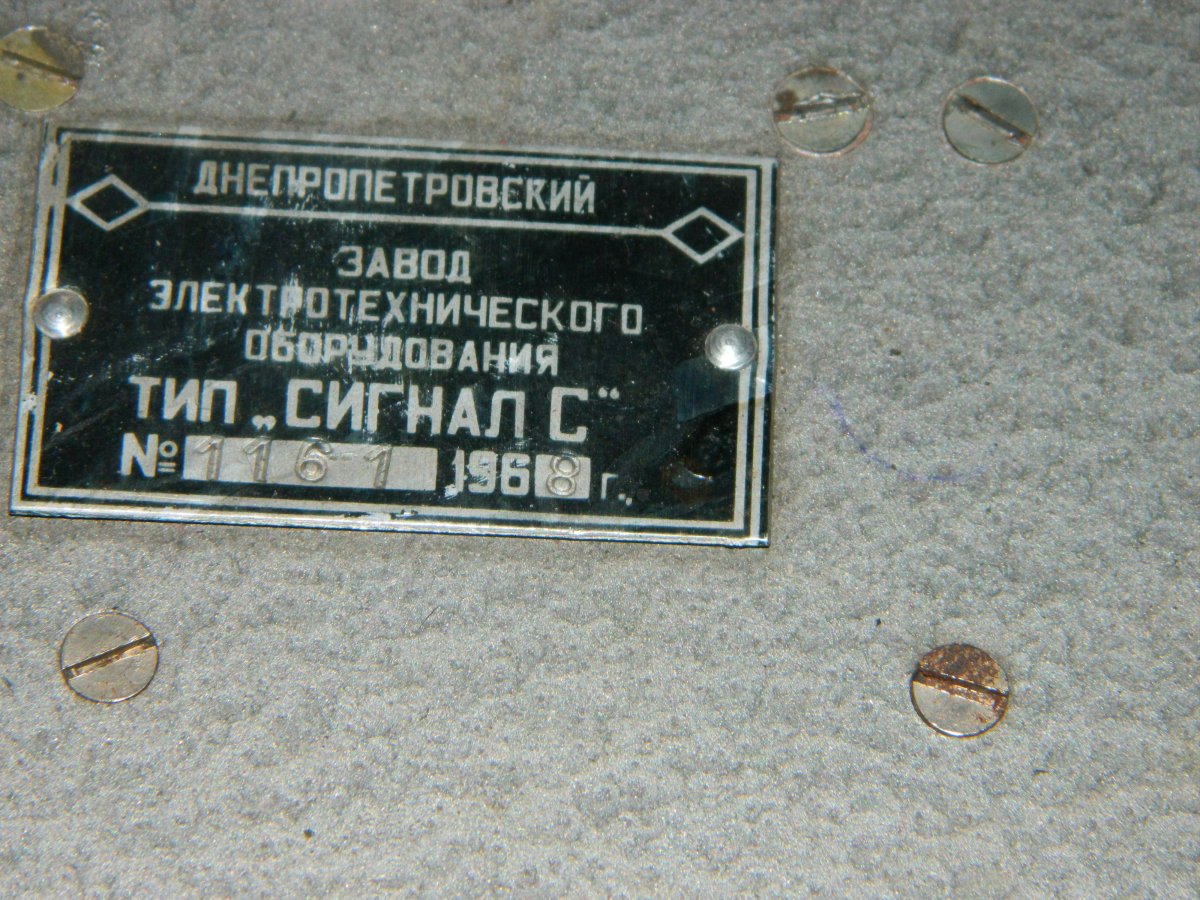 ДНЕПРОПЕТРОВСКИЙ
ЗАВОД
ЭЛЕКТРОТЕХНИЧЕСКОГО
ОБОРУДОВАНИЯ
ТИП „СИГНАЛ С“
№ 1161 1968 г.